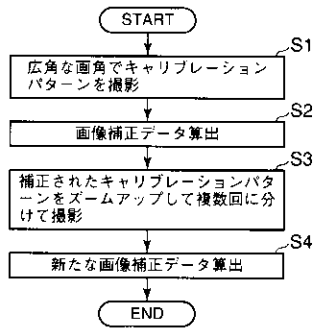 START
S1
広角な画角でキャリブレーション
パターンを撮影
S2
画像補正データ算出
S3
補正されたキャリブレーションパタ
ーンをズームアップして複数回に分
けて撮影
S4
新たな画像補正データ算出
END